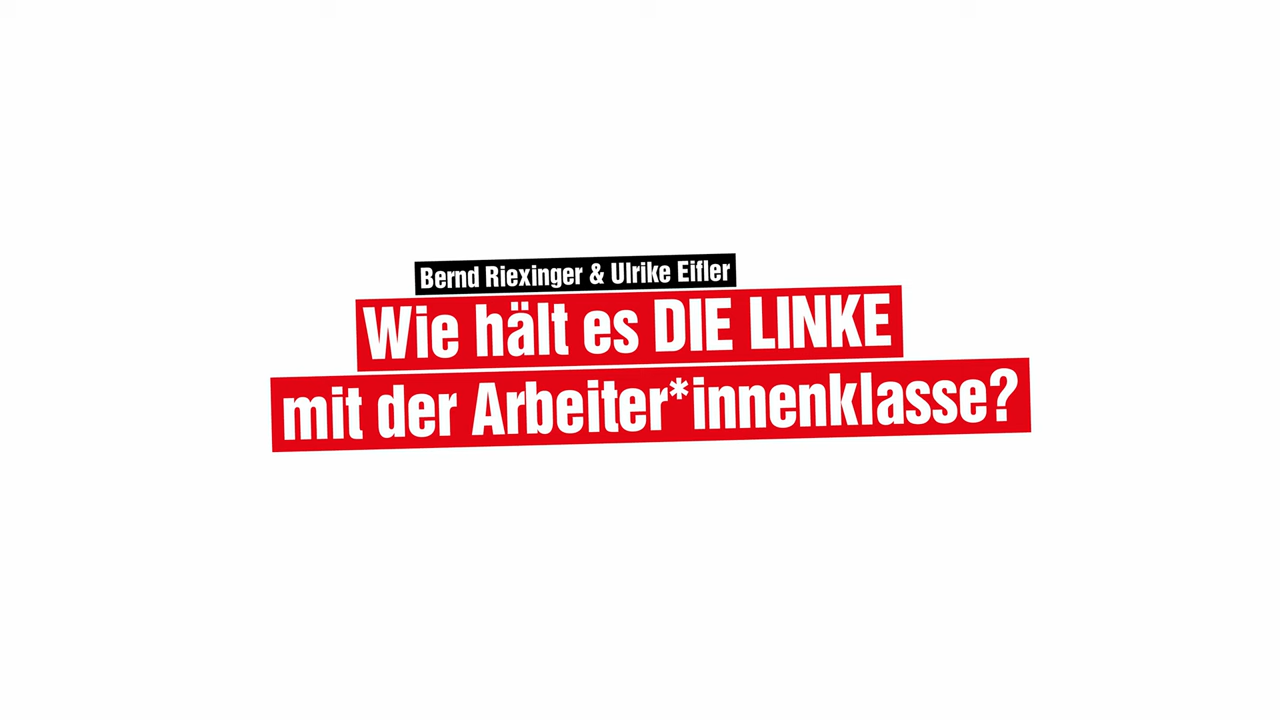 Bernd Riexinger & Ulrike Eifler
Wie hält es DIE LINKE
mit der Arbeiter*innenklasse?